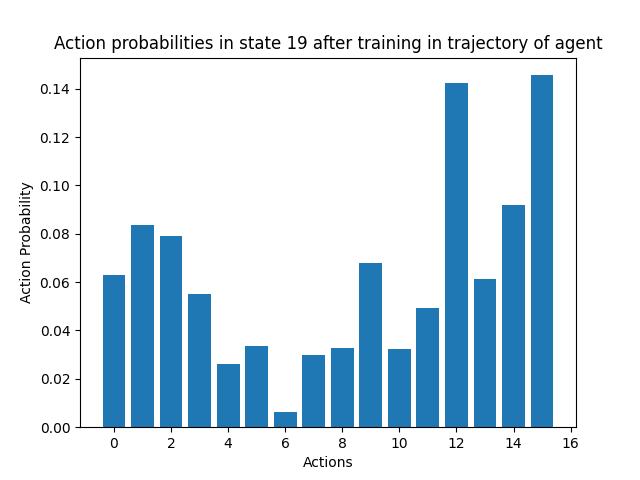 Action probabilities in state 19 after training in trajectory of agent
0.14
0.12
0.10
0.08
0.06
0.04
0.02
0.00
Action Probability
0 2 4 6 8 10 12 14 16
Actions